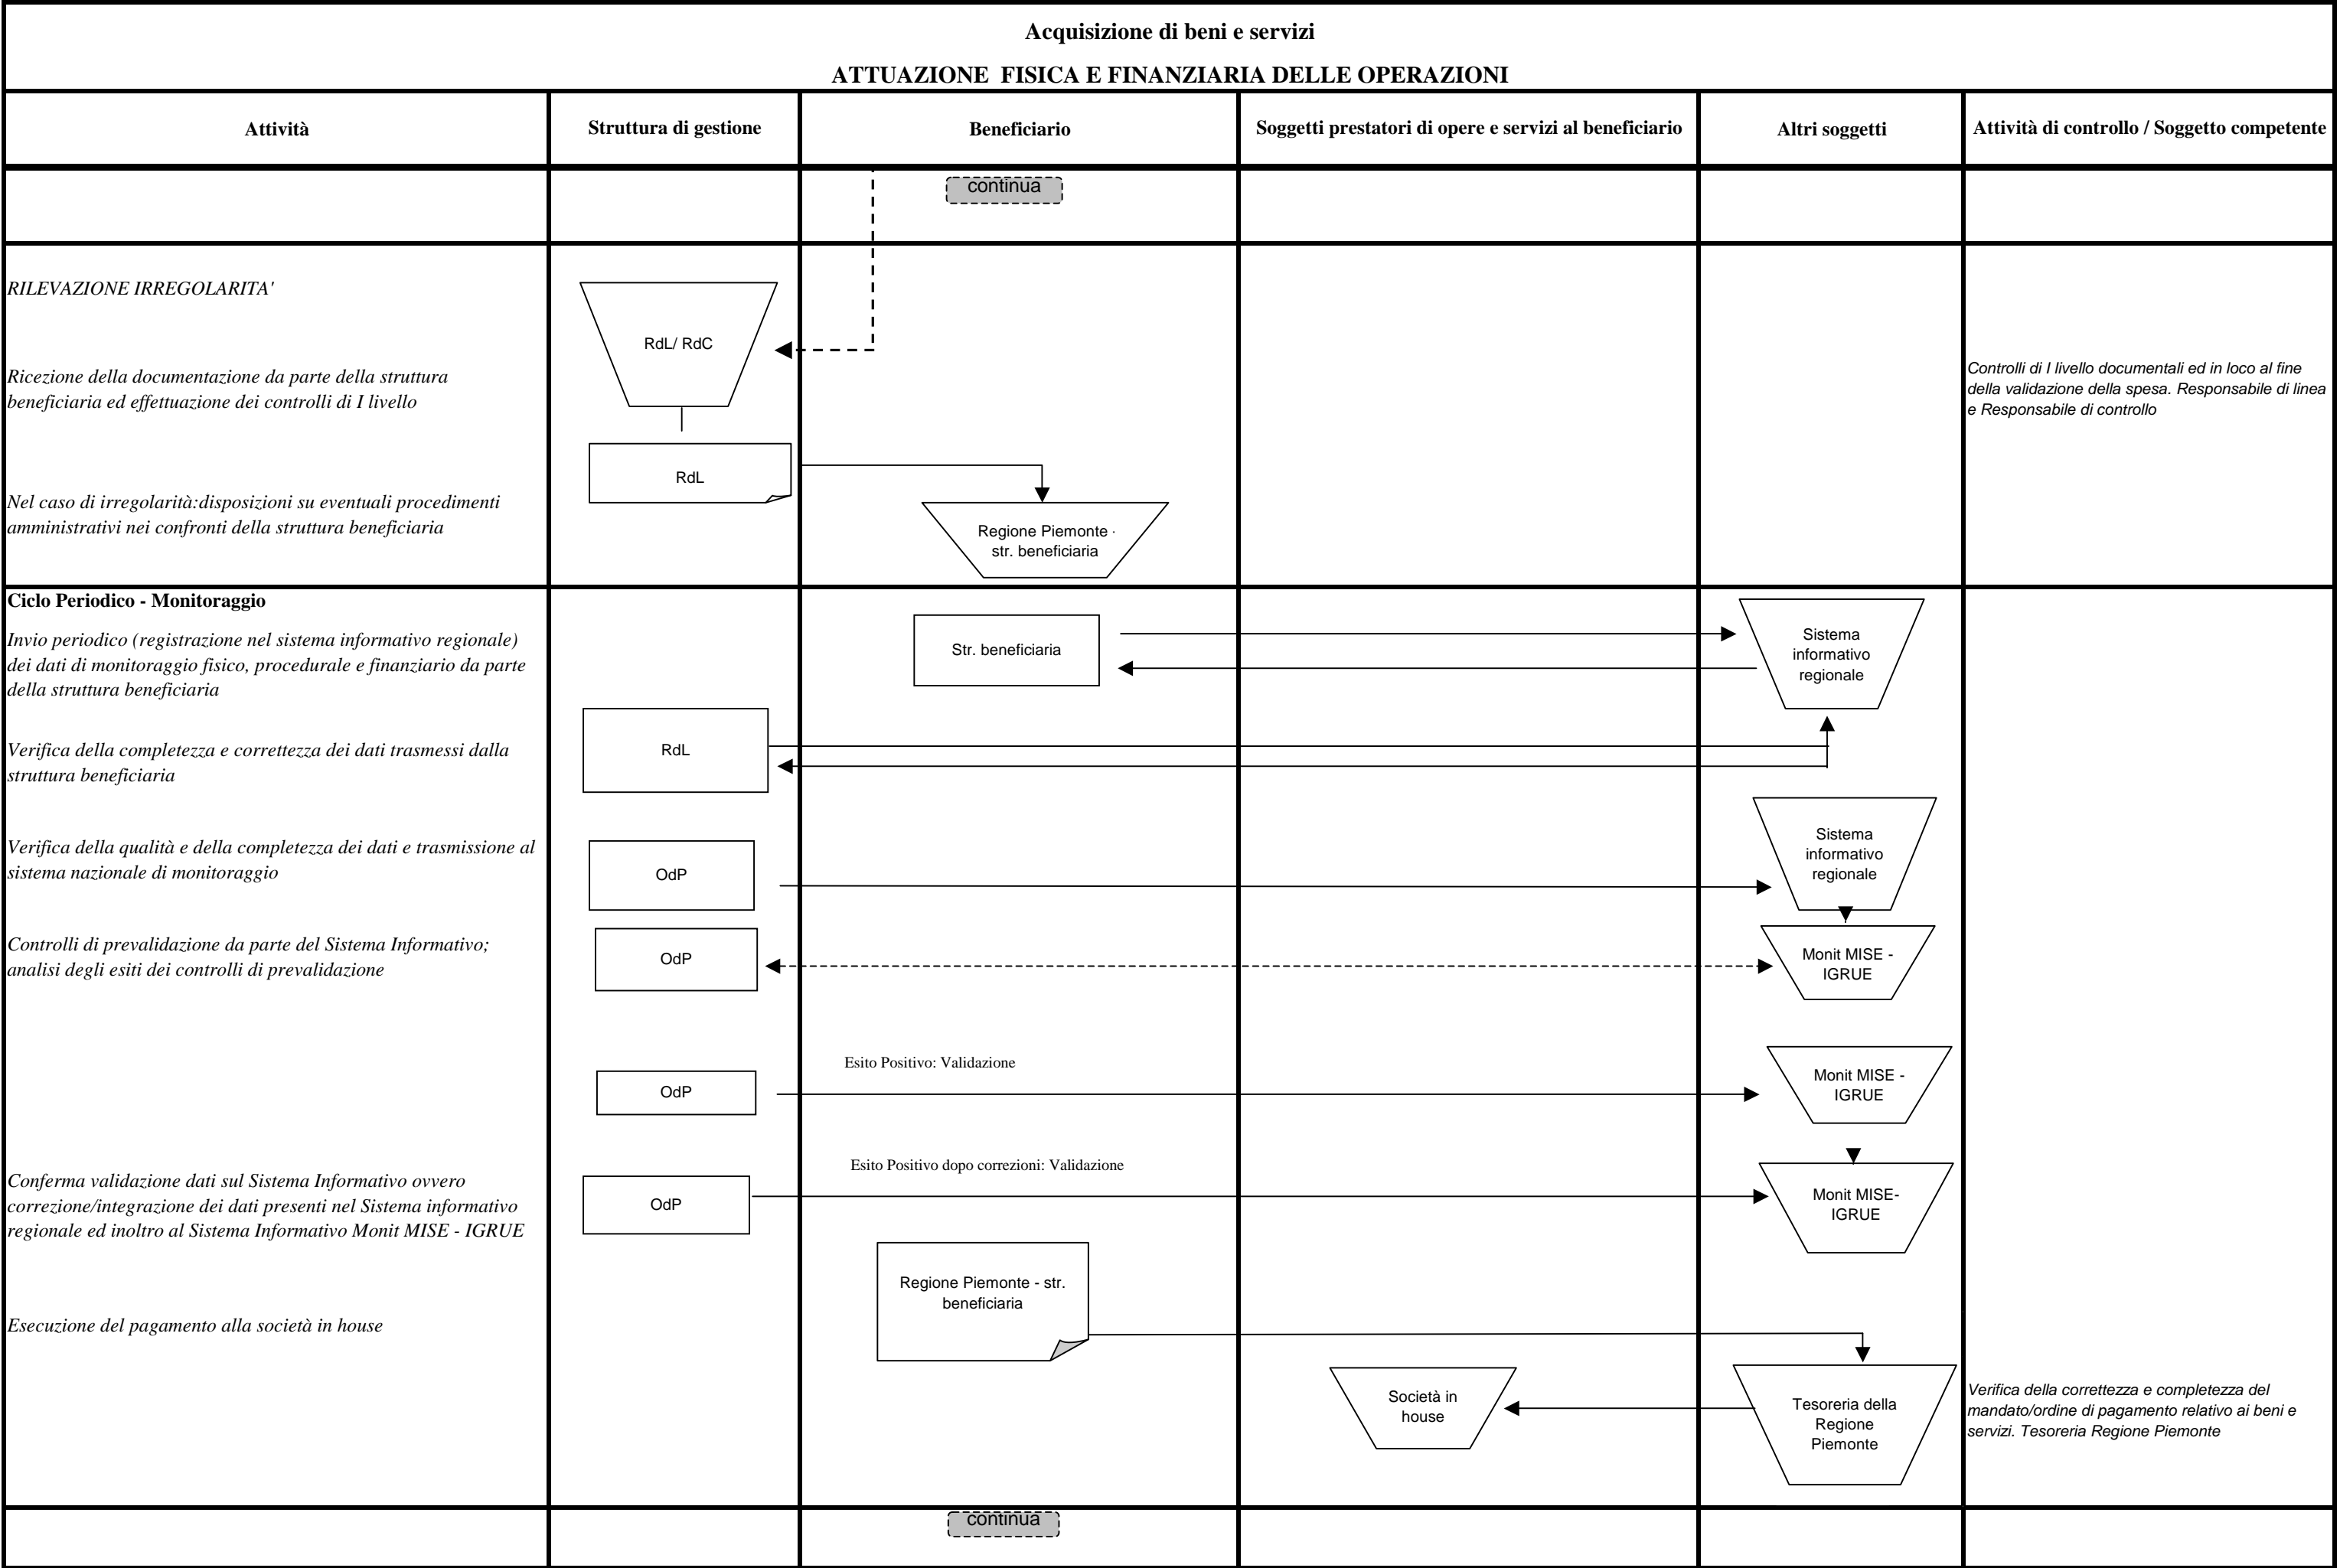 Acquisizione di beni e servizi
ATTUAZIONE FISICA E FINANZIARIA DELLE OPERAZIONI
Attività
Struttura di gestione
Beneficiario
Soggetti prestatori di opere e servizi al beneficiario
Altri soggetti
Attività di controllo / Soggetto competente
continua
RILEVAZIONE IRREGOLARITA'
RdL/ RdC
Ricezione della documentazione da parte della struttura
beneficiaria ed effettuazione dei controlli di I livello
Controlli di I livello documentali ed in loco al fine
della validazione della spesa. Responsabile di linea
e Responsabile di controllo
RdL
Nel caso di irregolarità:disposizioni su eventuali procedimenti
amministrativi nei confronti della struttura beneficiaria
Regione Piemonte -
str. beneficiaria
Ciclo Periodico - Monitoraggio
Invio periodico (registrazione nel sistema informativo regionale)
dei dati di monitoraggio fisico, procedurale e finanziario da parte
della struttura beneficiaria
Str. beneficiaria
Sistema
informativo
regionale
Verifica della completezza e correttezza dei dati trasmessi dalla
struttura beneficiaria
RdL
Verifica della qualità e della completezza dei dati e trasmissione al
sistema nazionale di monitoraggio
OdP
Sistema
informativo
regionale
Controlli di prevalidazione da parte del Sistema Informativo;
analisi degli esiti dei controlli di prevalidazione
OdP
Monit MISE -
IGRUE
Esito Positivo: Validazione
OdP
Monit MISE -
IGRUE
Esito Positivo dopo correzioni: Validazione
Conferma validazione dati sul Sistema Informativo ovvero
correzione/integrazione dei dati presenti nel Sistema informativo
regionale ed inoltro al Sistema Informativo Monit MISE - IGRUE
OdP
Monit MISE-
IGRUE
Regione Piemonte - str.
beneficiaria
Esecuzione del pagamento alla società in house
Società in
house
Tesoreria della
Regione
Piemonte
Verifica della correttezza e completezza del
mandato/ordine di pagamento relativo ai beni e
servizi. Tesoreria Regione Piemonte
continua